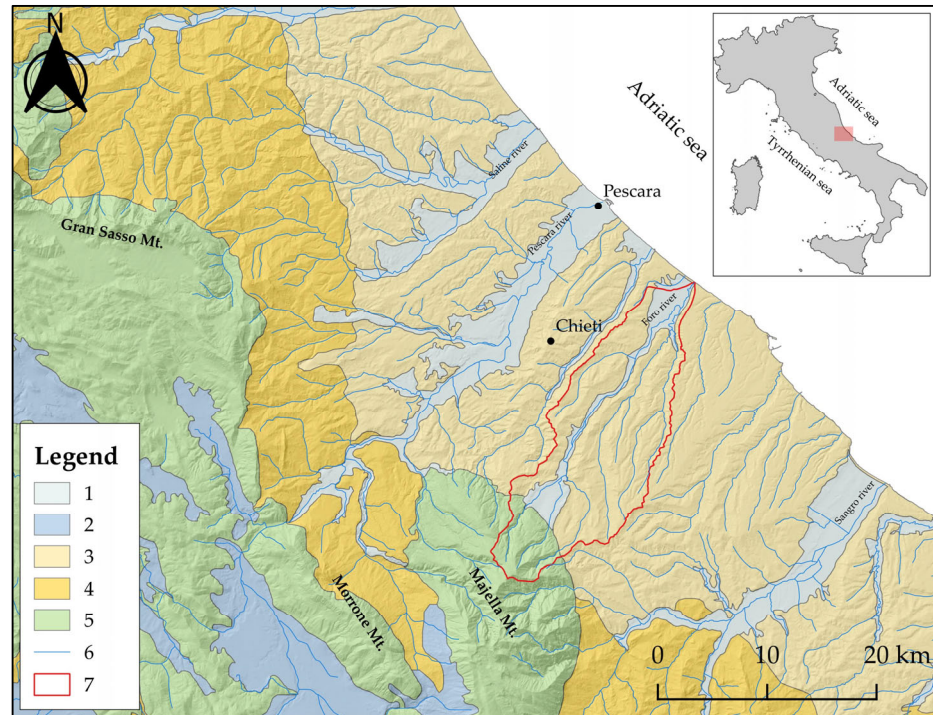 N
Adriatic sea
Saline river
Pescara
Pescara river
Gran Sasso Mt.
Foro river
Chieti
Sangro river
Morrone Mt.
Majella Mt.
Adriatic sea
Tyrrhenian sea
Legend
1
2
3
4
5
6
7
0 10 20 km